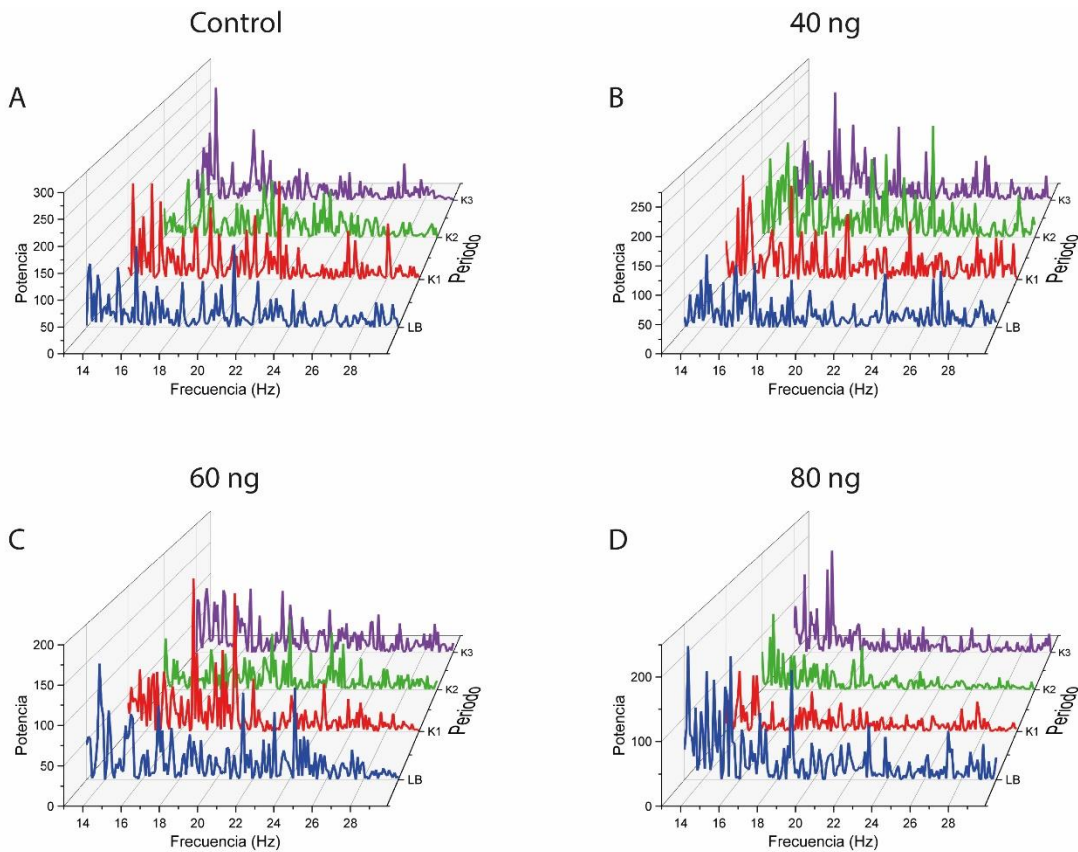 Control
40 ng
A
B
300
250
200
150
100
50
0
Potencia
14 16 18 20 22 24 26 28
Frecuencia (Hz)
K3
K2
K1
LB
Periodo
250
200
150
100
50
0
Potencia
14 16 18 20 22 24 26 28
Frecuencia (Hz)
K3
K2
K1
LB
Periodo
60 ng
80 ng
C
D
200
150
100
50
0
Potencia
14 16 18 20 22 24 26 28
Frecuencia (Hz)
K3
K2
K1
LB
Periodo
200
100
0
Potencia
14 16 18 20 22 24 26 28
Frecuencia (Hz)
K3
K2
K1
LB
Periodo